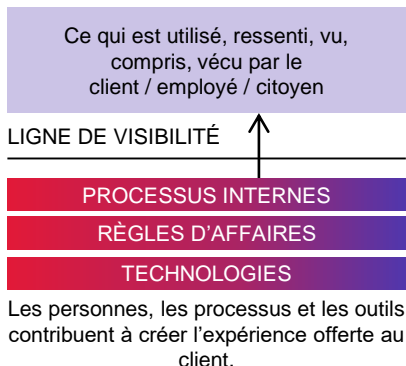 Ce qui est utilisé, ressenti, vu,
compris, vécu par le
client / employé / citoyen
LIGNE DE VISIBILITÉ
PROCESSUS INTERNES
RÈGLES D'AFFAIRES
TECHNOLOGIES
Les personnes, les processus et les outils
contribuent à créer l'expérience offerte au
client.